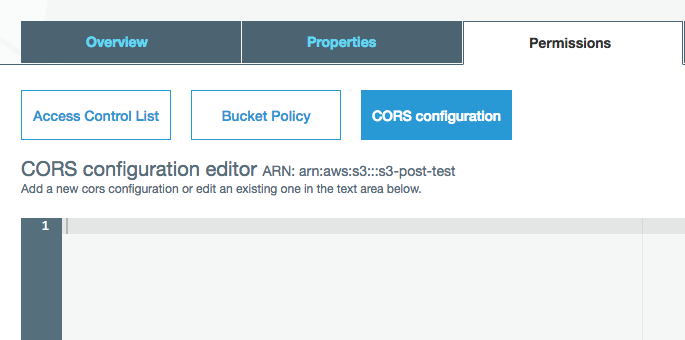 Overview Properties Permissions
Access Control List Bucket Policy CORS configuration
CORS configuration editor ARN: arn:aws:s3:::s3-post-test
Add a new cors configuration or edit an existing one in the text area below.
1